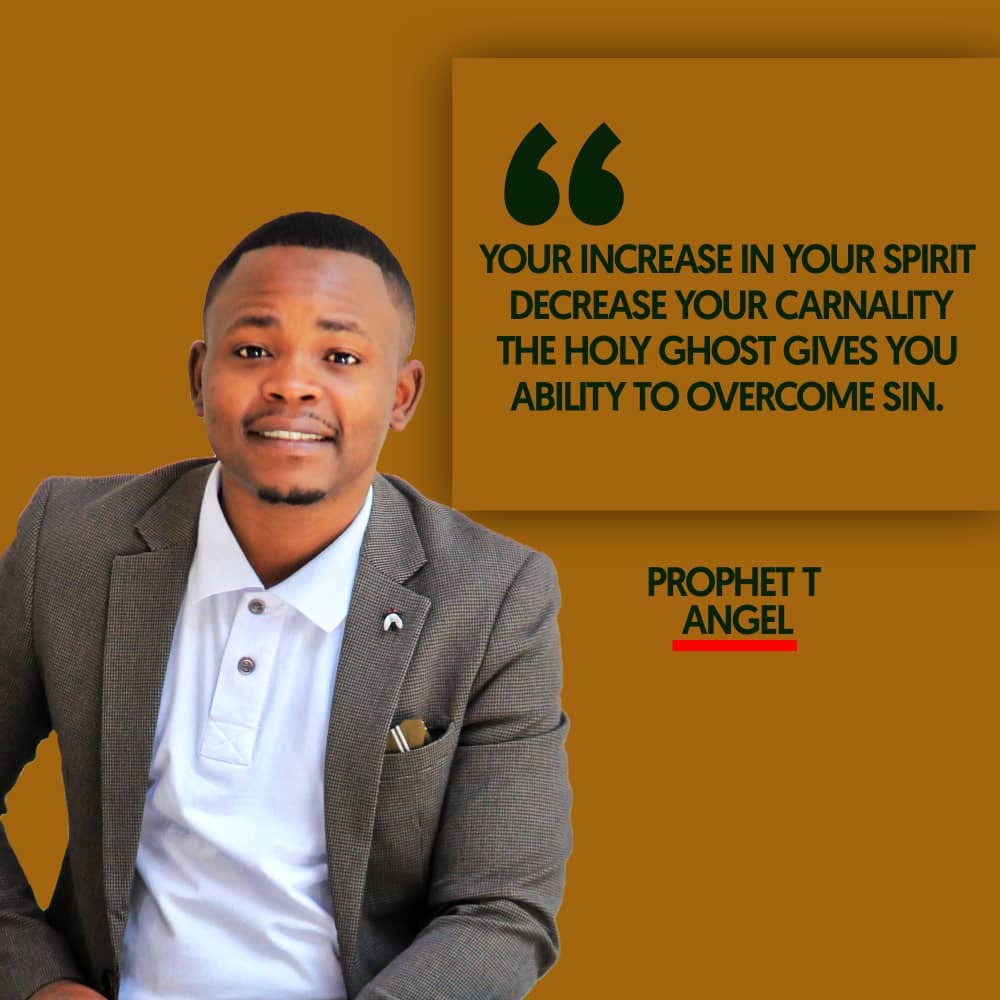 YOUR INCREASE IN YOUR SPIRIT
DECREASE YOUR CARNALITY
THE HOLY GHOST GIVES YOU
ABILITY TO OVERCOME SIN.
PROPHET T
ANGEL